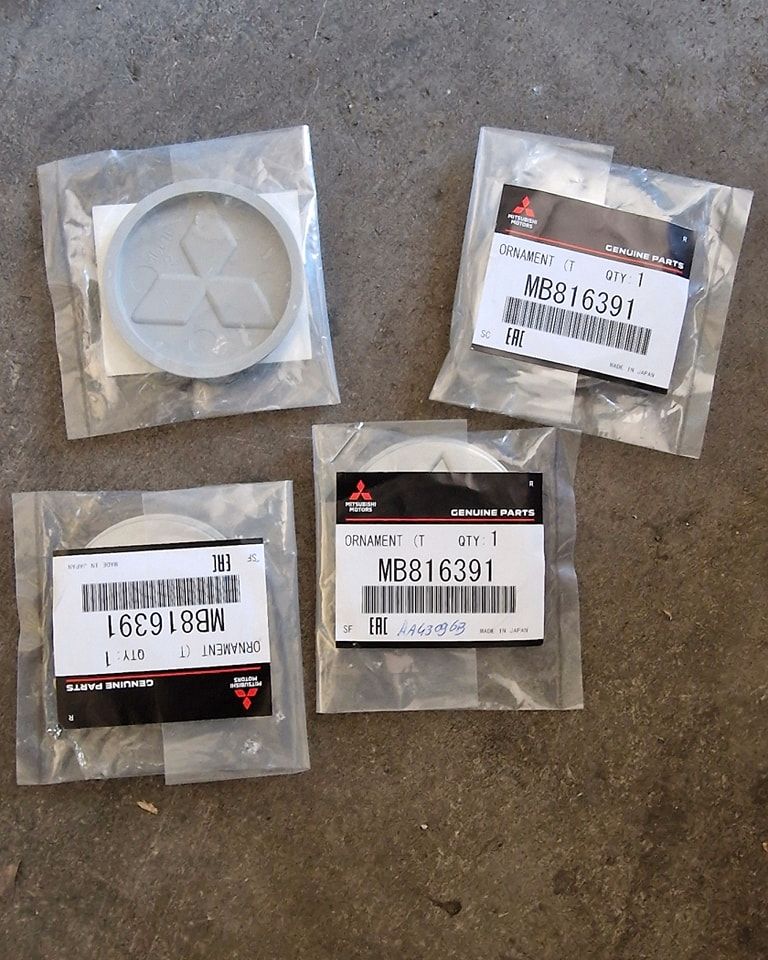 MITSUBISHI
MOTORS
R
GENUINE PARTS
ORNAMENT (T QTY: 1
MB816391
SC EAC MADE IN JAPAN
MITSUBISHI
MOTORS
R
GENUINE PARTS
ORNAMENT (T QTY: 1
MB816391
SF EAC MADE IN JAPAN
MITSUBISHI
MOTORS
R
GENUINE PARTS
ORNAMENT (T QTY: 1
MB816391
SF EAC MADE IN JAPAN